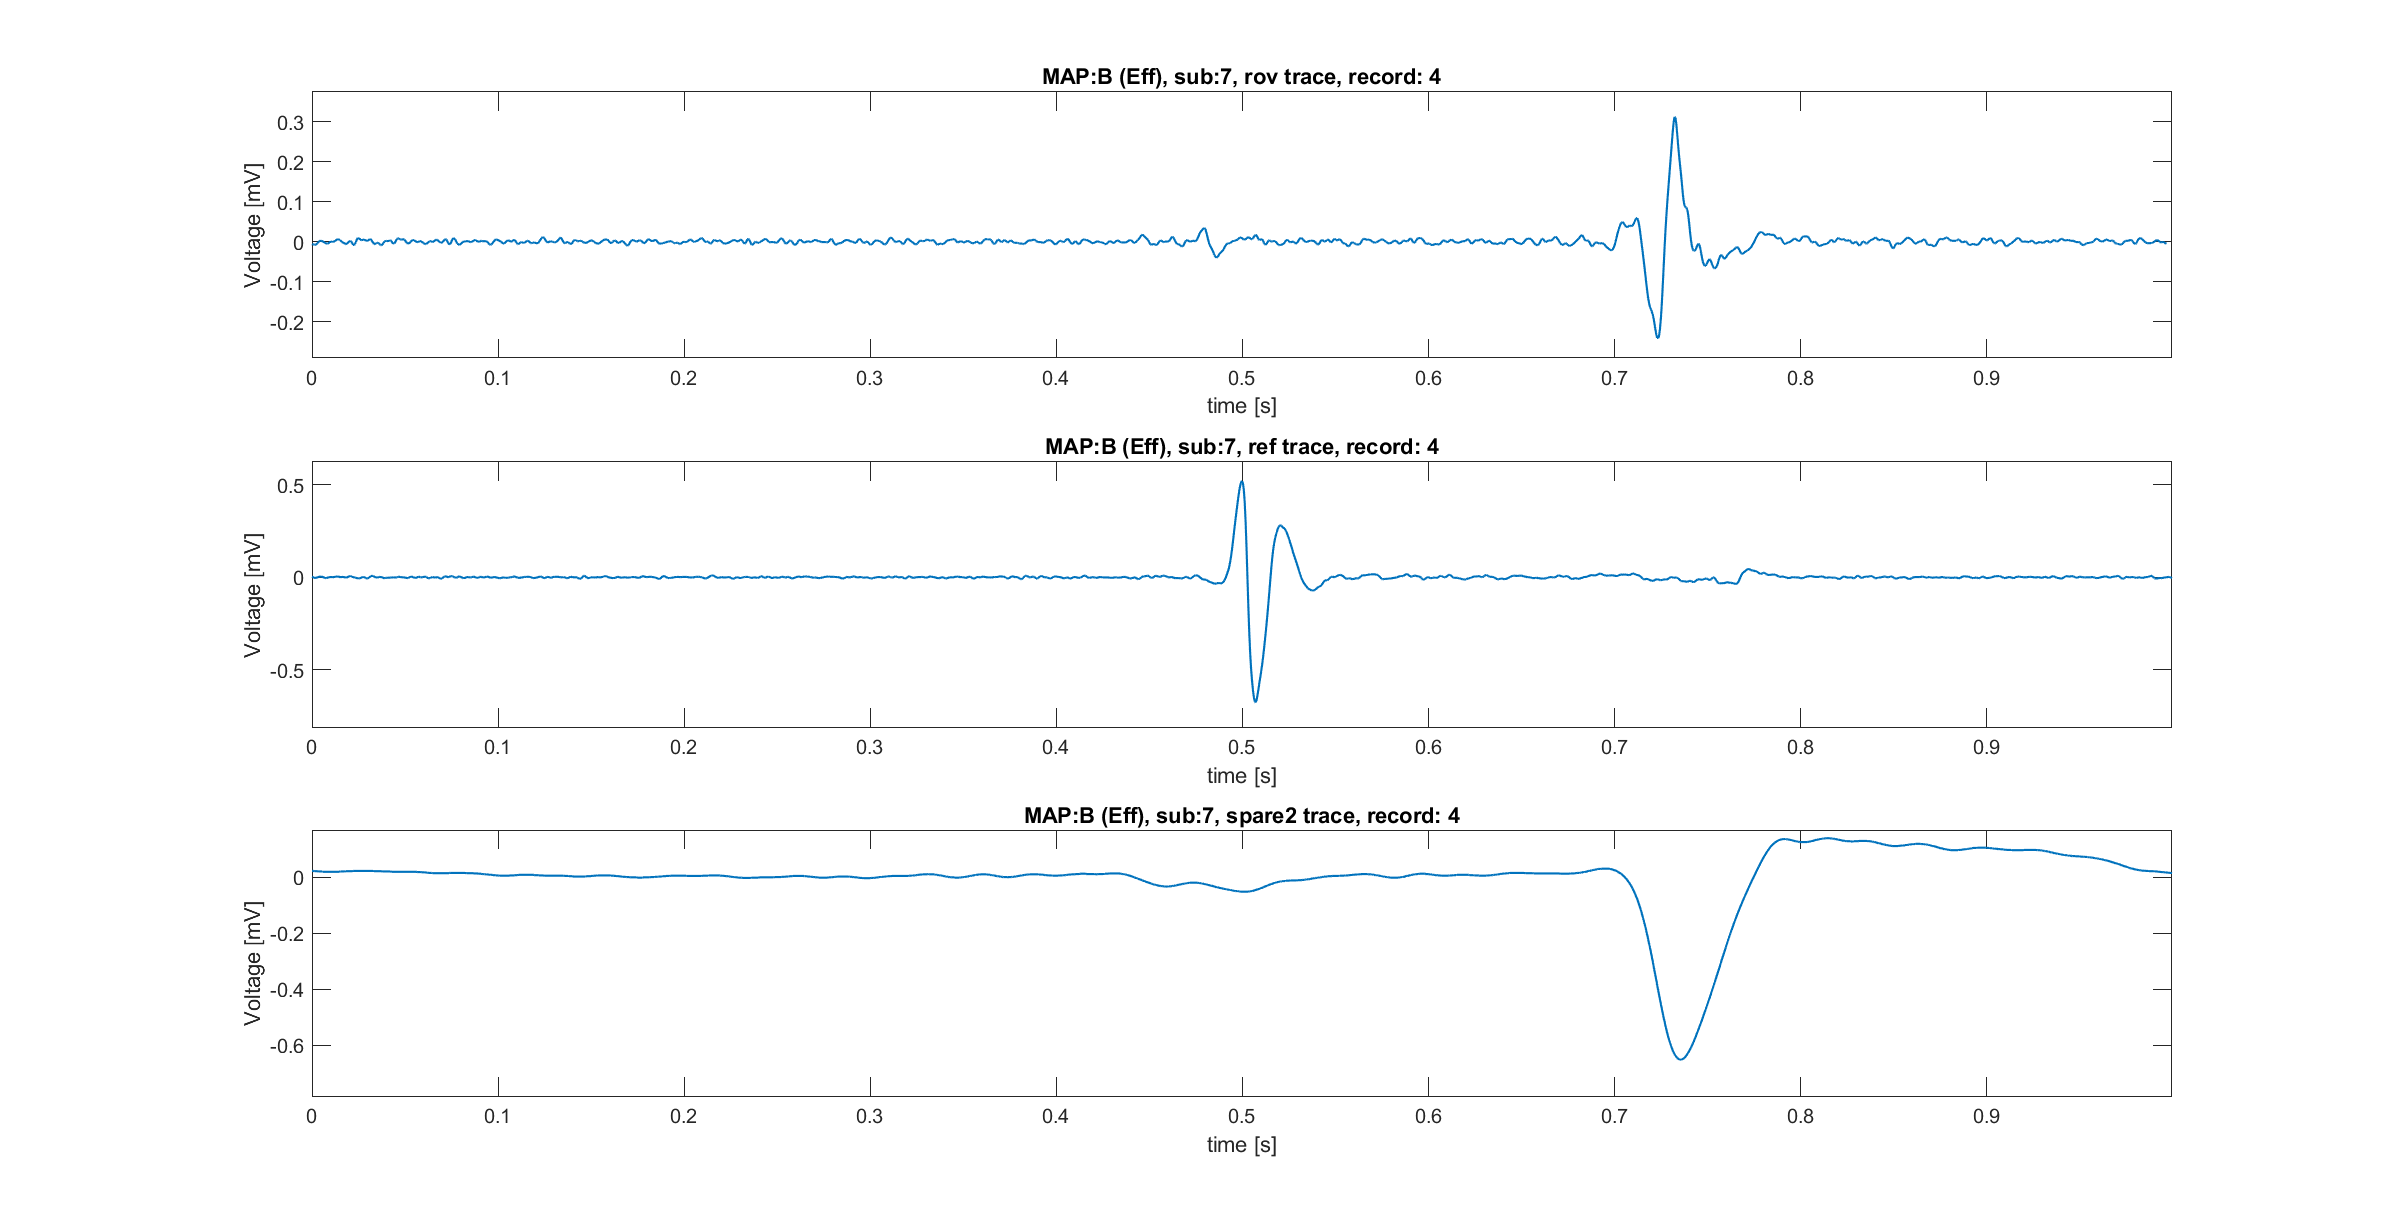 MAP:B (Eff), sub:7, rov trace, record: 4
Voltage [mV]
0.3
0.2
0.1
0
-0.1
-0.2
0 0.1 0.2 0.3 0.4 0.5 0.6 0.7 0.8 0.9
time [s]
MAP:B (Eff), sub:7, ref trace, record: 4
Voltage [mV]
0.5
0
-0.5
0 0.1 0.2 0.3 0.4 0.5 0.6 0.7 0.8 0.9
time [s]
MAP:B (Eff), sub:7, spare2 trace, record: 4
Voltage [mV]
0
-0.2
-0.4
-0.6
0 0.1 0.2 0.3 0.4 0.5 0.6 0.7 0.8 0.9
time [s]